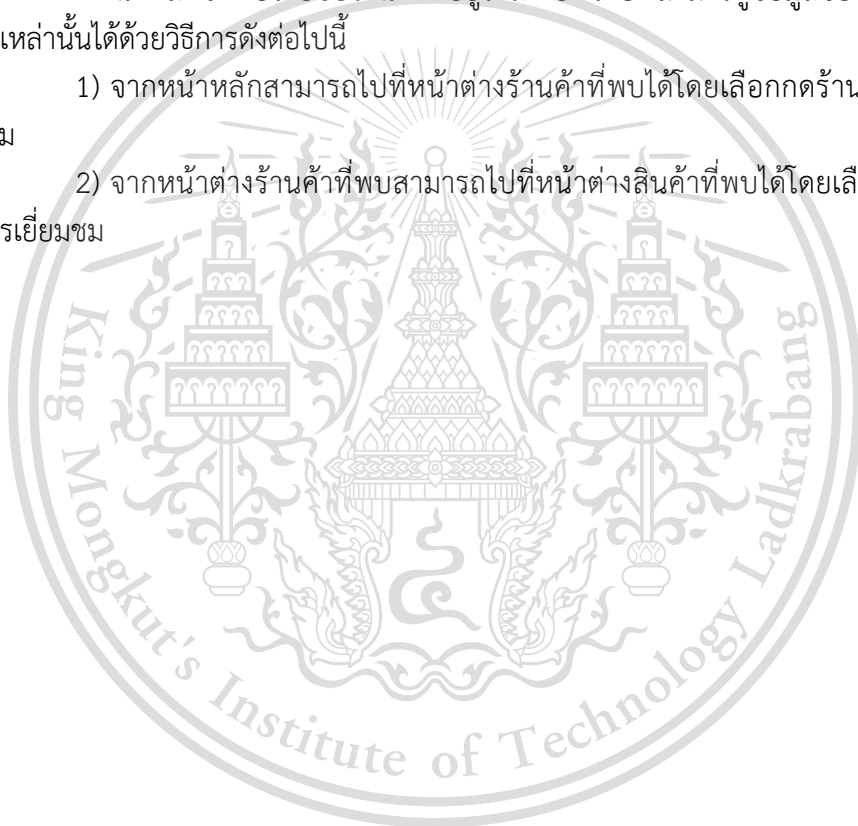 เหล่านั้นได้ด้วยวิธีการดังต่อไปนี้
1) จากหน้าหลักสามารถไปที่หน้าต่างร้านค้าที่พบได้โดยเลือกกดร้าน
ม
2) จากหน้าต่างร้านค้าที่พบสามารถไปที่หน้าต่างสินค้าที่พบได้โดยเลื
รเยี่ยมชม
King Mongkut's Institute of Technology Ladkrabang